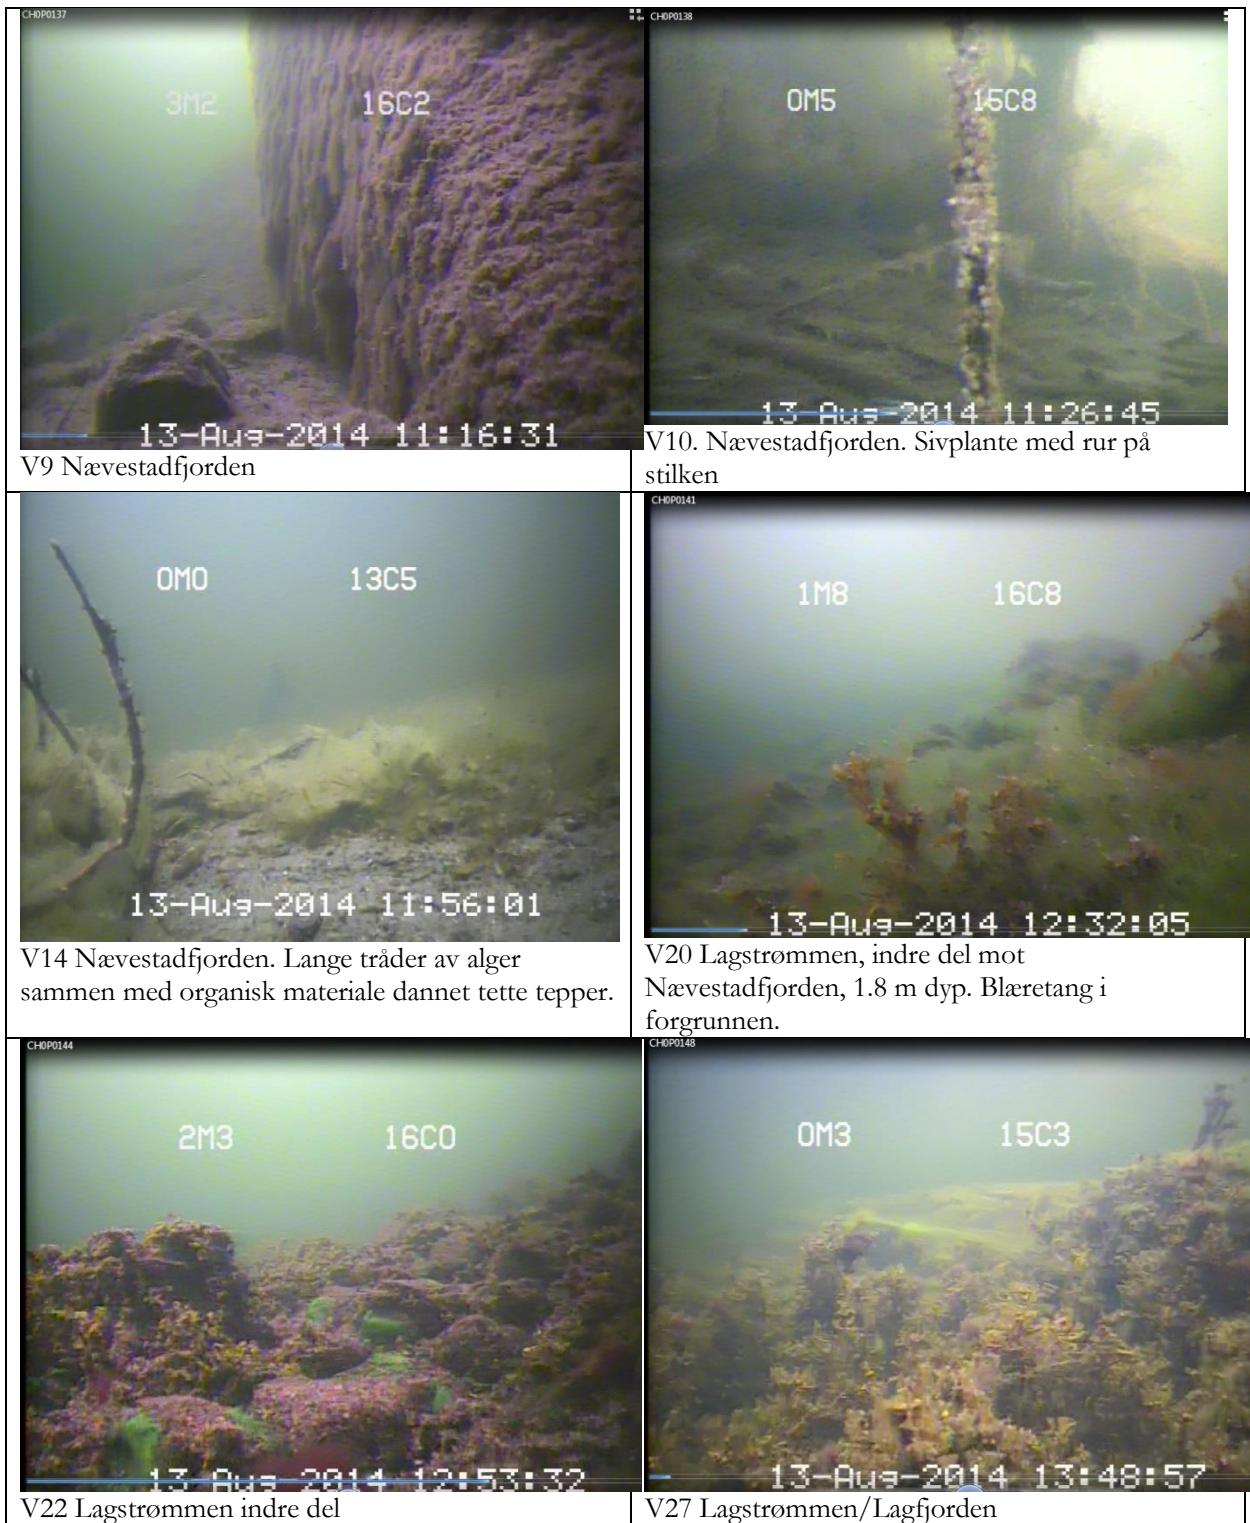 CH0P0137
3M2 16C2
13-Aug-2014 11:16:31
V9 Nævestadfjorden
CH0P0138
0M5 15C8
13-Aug-2014 11:26:45
V10. Nævestadfjorden. Sivplante med rur på
stilken
0M0 13C5
13-Aug-2014 11:56:01
V14 Nævestadfjorden. Lange tråder av alger
sammen med organisk materiale dannet tette tepper.
CH0P0141
1M8 16C8
13-Aug-2014 12:32:05
V20 Lagstrømmen, indre del mot
Nævestadfjorden, 1.8 m dyp. Blæretang i
forgrunnen.
CH0P0144
2M3 16C0
13-Aug-2014 12:53:32
V22 Lagstrømmen indre del
CH0P0148
0M3 15C3
13-Aug-2014 13:48:57
V27 Lagstrømmen/Lagfjorden